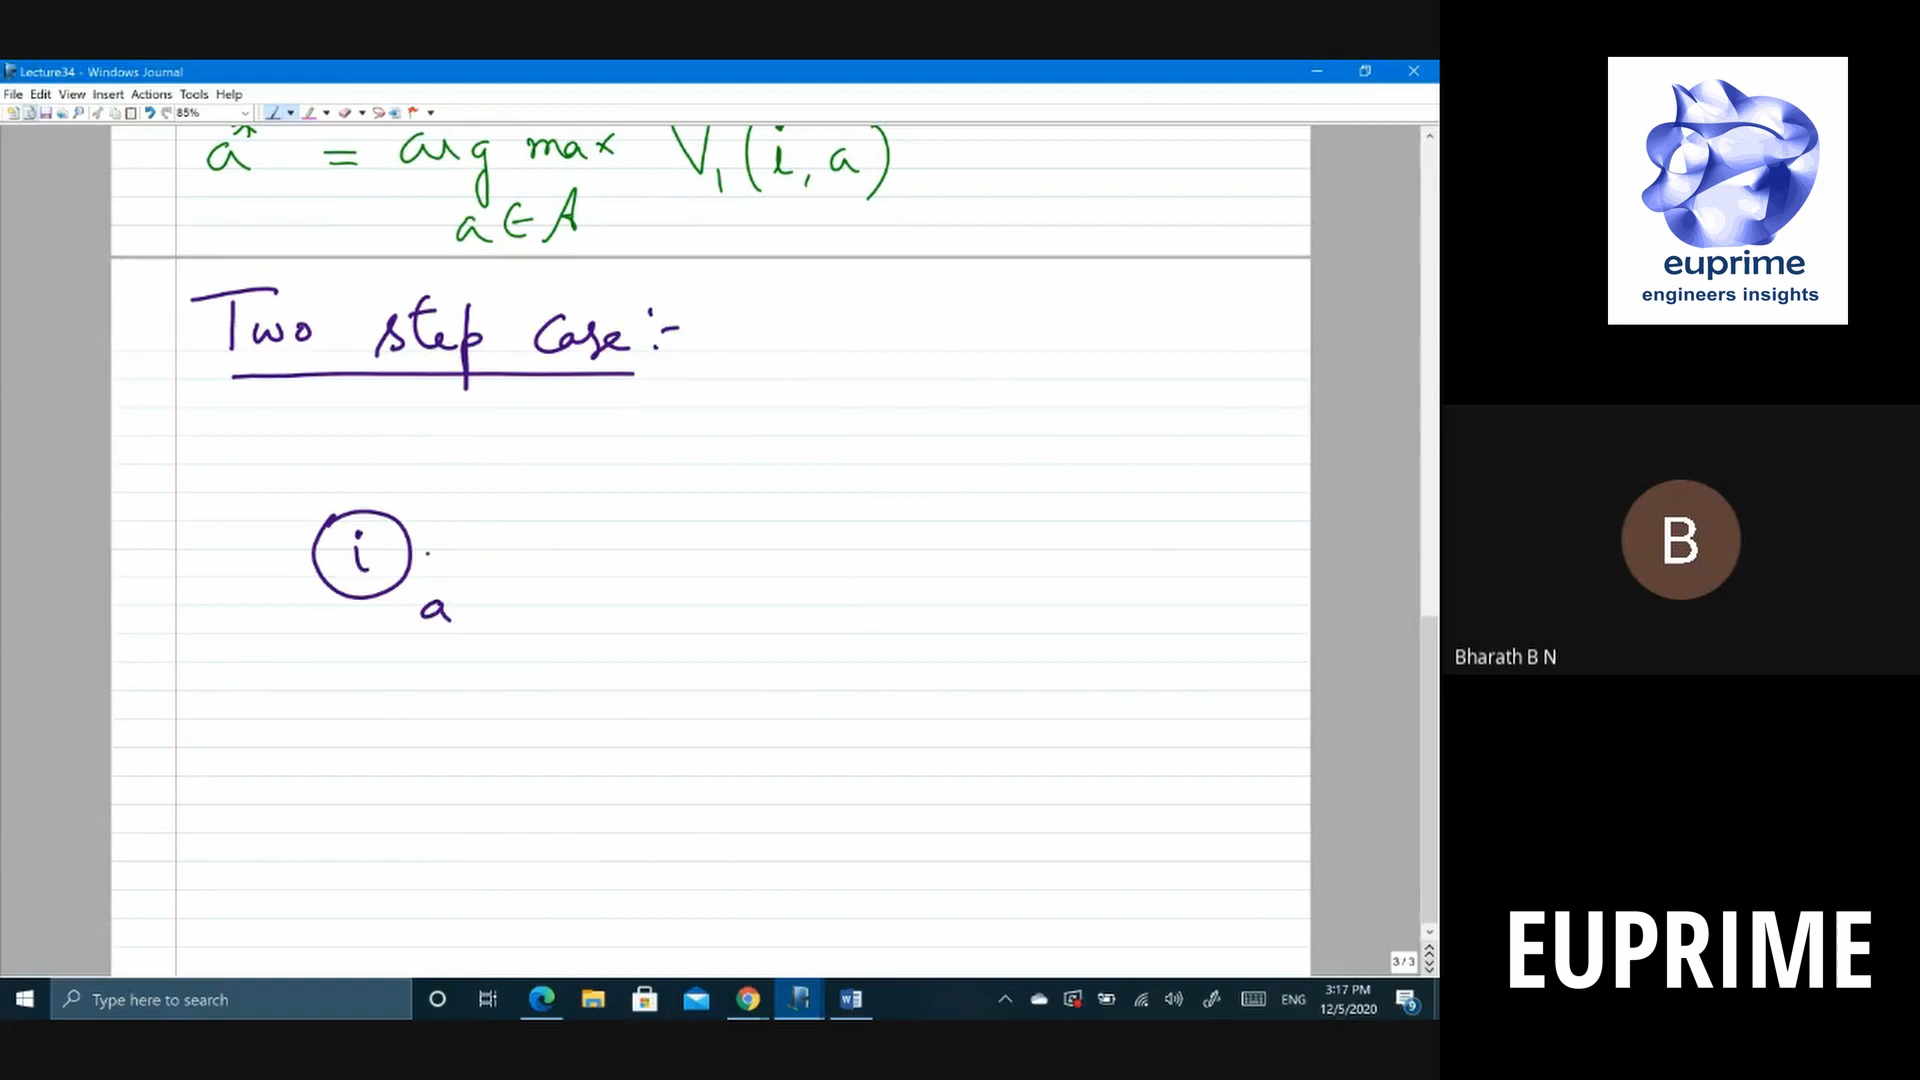 Lecture34 - Windows Journal
File Edit View Insert Actions Tools Help
85%
a* = arg max V₁(i, a)
a ∈ A
Two step case :-
i
a
3 / 3
Type here to search
ENG
3:17 PM
12/5/2020
9
euprime
engineers insights
B
Bharath B N
EUPRIME